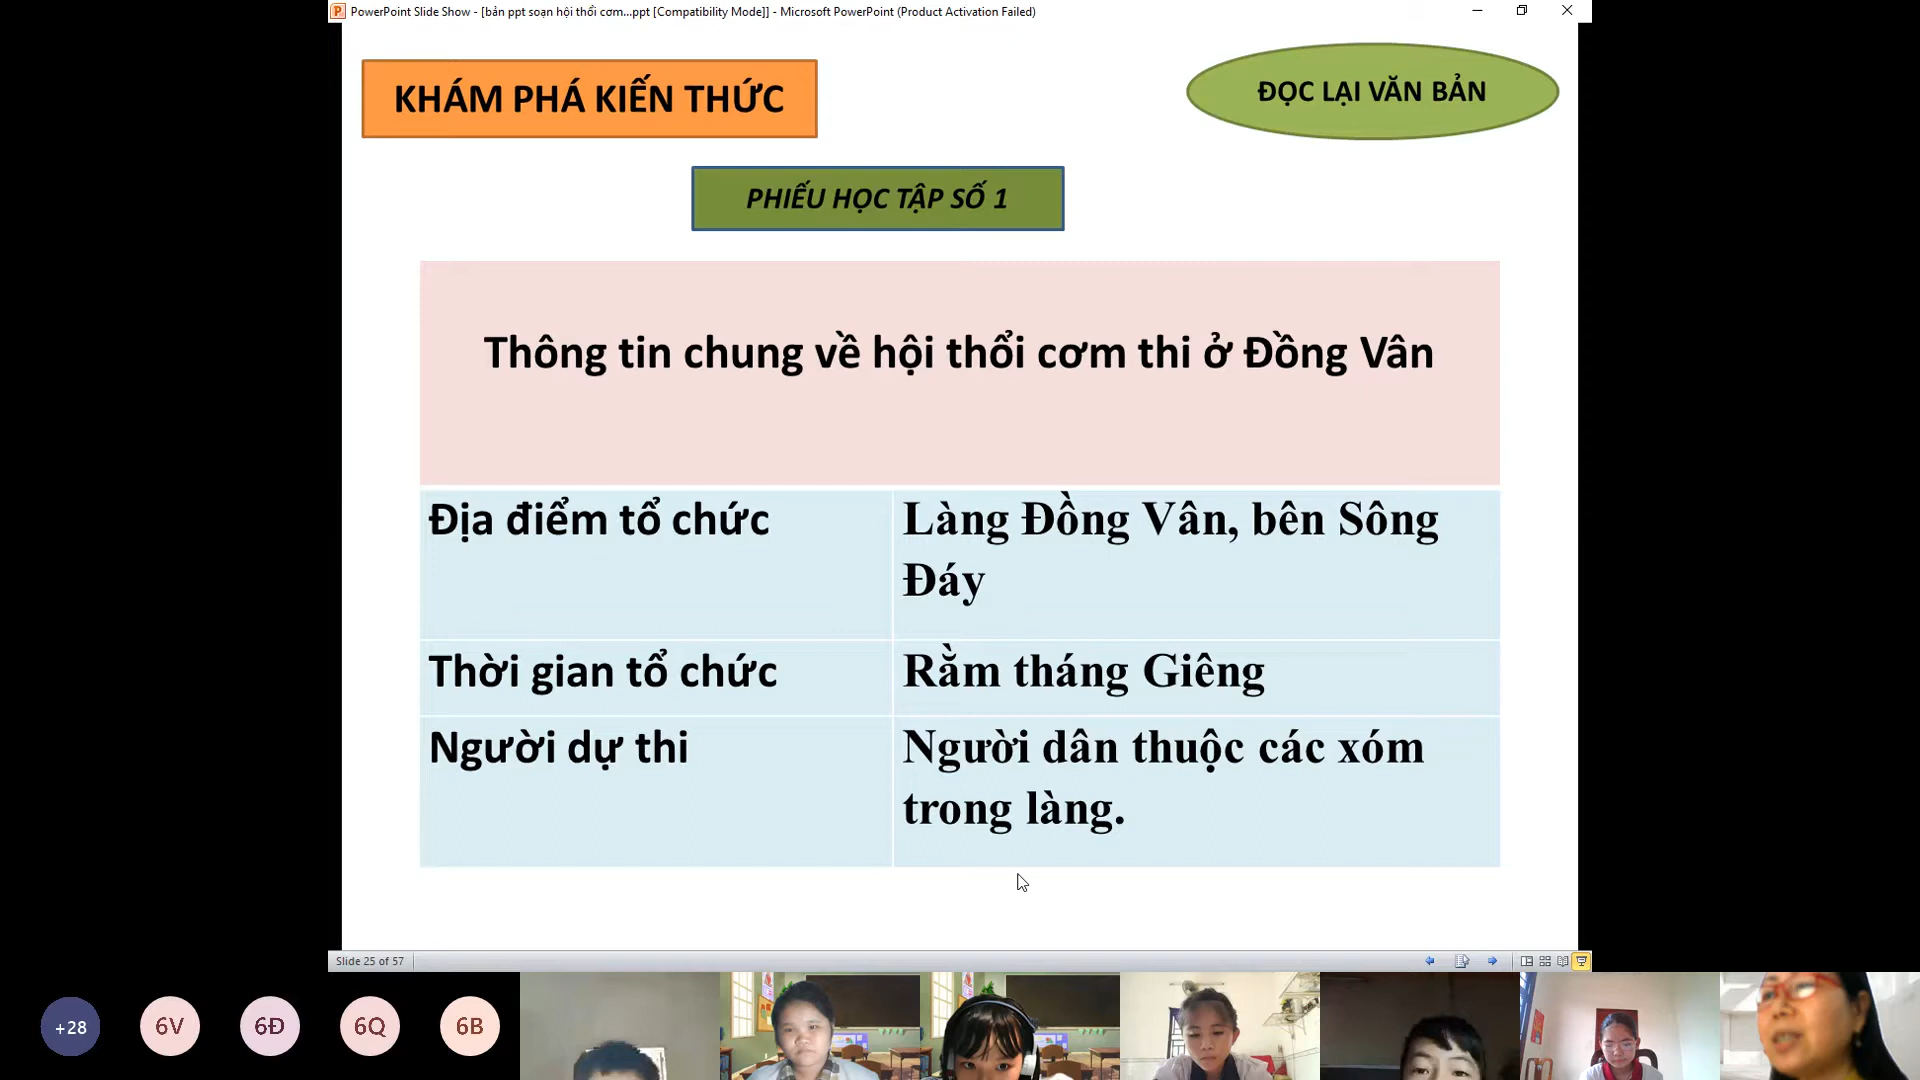 PowerPoint Slide Show - [bản ppt soạn hội thổi cơm...ppt [Compatibility Mode]] - Microsoft PowerPoint (Product Activation Failed)
KHÁM PHÁ KIẾN THỨC
ĐỌC LẠI VĂN BẢN
PHIẾU HỌC TẬP SỐ 1
Thông tin chung về hội thổi cơm thi ở Đồng Vân
Địa điểm tổ chức
Làng Đồng Vân, bên Sông
Đáy
Thời gian tổ chức
Rằm tháng Giêng
Người dự thi
Người dân thuộc các xóm
trong làng.
Slide 25 of 57
+28
6V
6Đ
6Q
6B